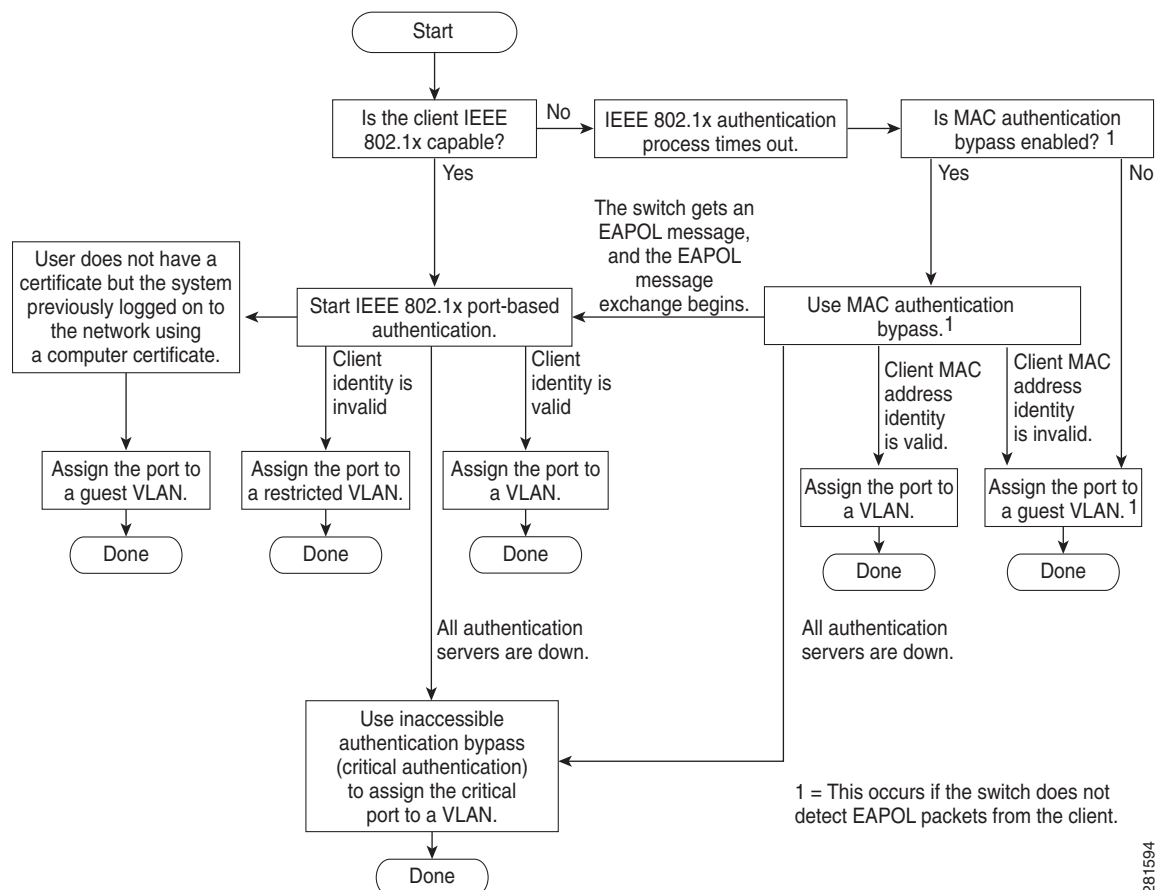 Start
Is the client IEEE
802.1x capable?
No
IEEE 802.1x authentication
process times out.
Is MAC authentication
bypass enabled? 1
Yes
Yes
No
The switch gets an
EAPOL message,
and the EAPOL
message
exchange begins.
User does not have a
certificate but the system
previously logged on to
the network using
a computer certificate.
Start IEEE 802.1x port-based
authentication.
Use MAC authentication
bypass.1
Client
identity is
invalid
Client
identity is
valid
Client MAC
address
identity
is valid.
Client MAC
address
identity
is invalid.
Assign the port to
a guest VLAN.
Assign the port to
a restricted VLAN.
Assign the port to
a VLAN.
Assign the port to
a VLAN.
Assign the port to
a guest VLAN.1
Done
Done
Done
Done
Done
All authentication
servers are down.
All authentication
servers are down.
Use inaccessible
authentication bypass
(critical authentication)
to assign the critical
port to a VLAN.
1 = This occurs if the switch does not
detect EAPOL packets from the client.
Done
281594